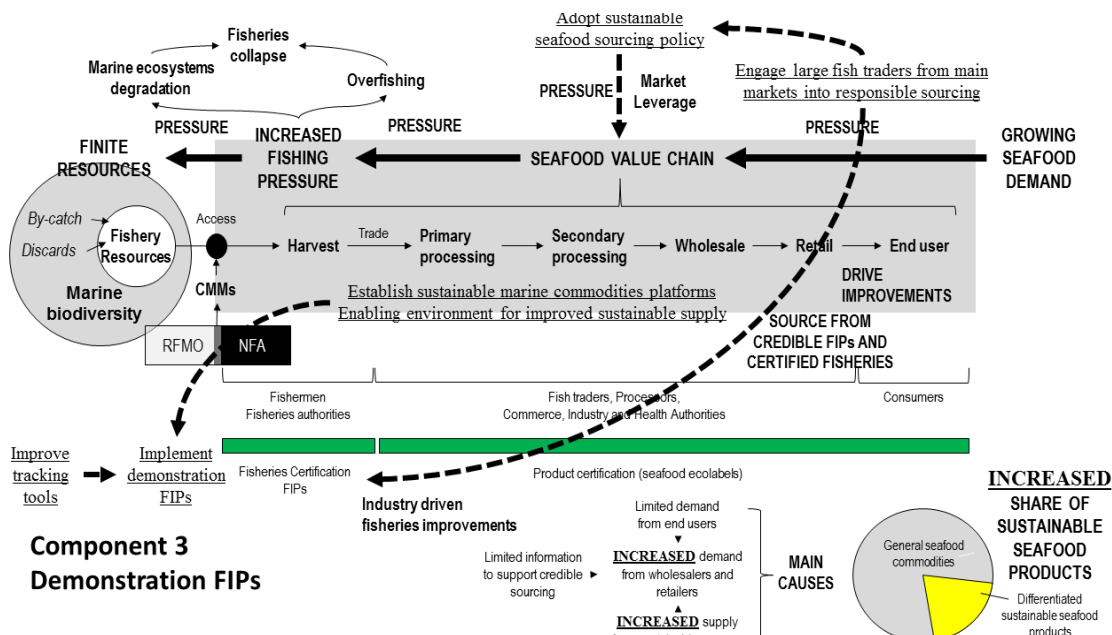 Adopt sustainable
seafood sourcing policy
Fisheries
collapse
Marine ecosystems
degradation
Overfishing
PRESSURE
Market
Leverage
Engage large fish traders from main
markets into responsible sourcing
PRESSURE
PRESSURE
PRESSURE
FINITE
RESOURCES
INCREASED
FISHING
PRESSURE
SEAFOOD VALUE CHAIN
GROWING
SEAFOOD
DEMAND
By-catch
Discards
Fishery
Resources
Marine
biodiversity
Access
Harvest
Trade
Primary
processing
Secondary
processing
Wholesale
Retail
End user
CMMs
DRIVE
IMPROVEMENTS
Establish sustainable marine commodities platforms
Enabling environment for improved sustainable supply
RFMO
NFA
SOURCE FROM
CREDIBLE FIPs AND
CERTIFIED FISHERIES
Fishermen
Fisheries authorities
Fish traders, Processors,
Commerce, Industry and Health Authorities
Consumers
Improve
tracking
tools
Implement
demonstration
FIPs
Fisheries Certification
FIPs
Product certification (seafood ecolabels)
Industry driven
fisheries improvements
Component 3
Demonstration FIPs
Limited information
to support credible
sourcing
Limited demand
from end users
INCREASED demand
from wholesalers and
retailers
INCREASED supply
MAIN
CAUSES
General seafood
commodities
INCREASED
SHARE OF
SUSTAINABLE
SEAFOOD
PRODUCTS
Differentiated
sustainable seafood
products